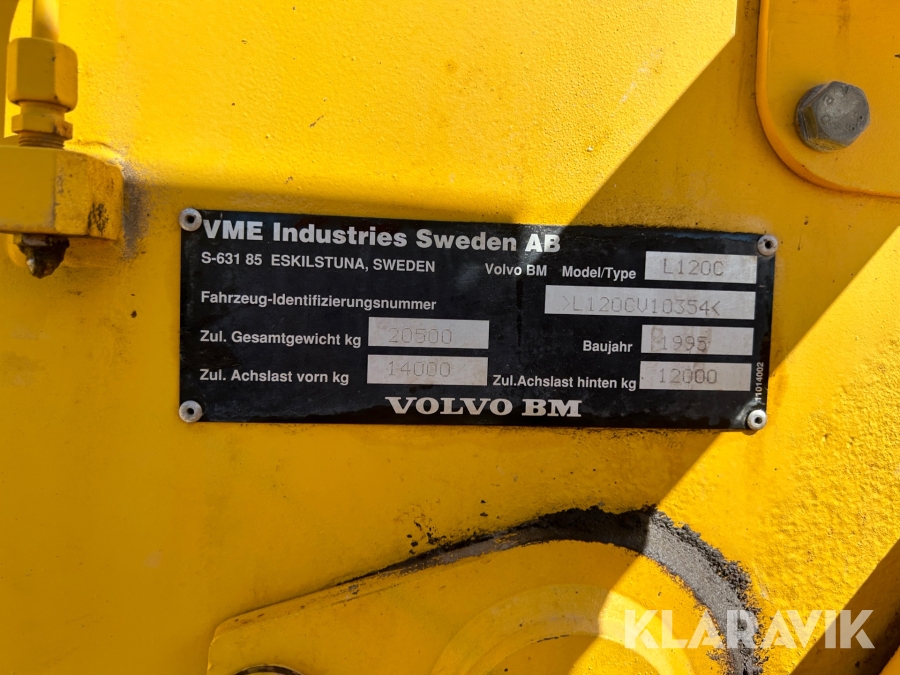 VME Industries Sweden AB
S-631 85 ESKILSTUNA, SWEDEN Volvo BM Model/Type L120C
Fahrzeug-Identifizierungsnummer >L120CV10354<
Zul. Gesamtgewicht kg 20500 Baujahr 1995
Zul. Achslast vorn kg 14000 Zul.Achslast hinten kg 12000
VOLVO BM
11014002
KLARAVIK